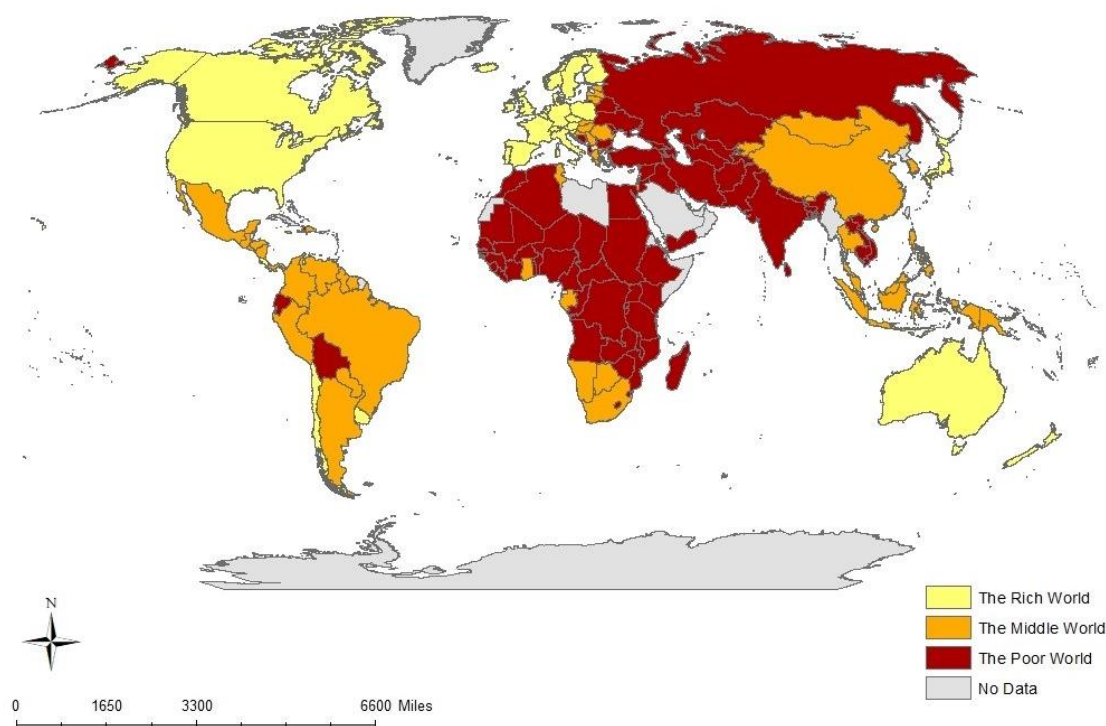 The Rich World
The Middle World
The Poor World
No Data
N
0 1650 3300 6600 Miles